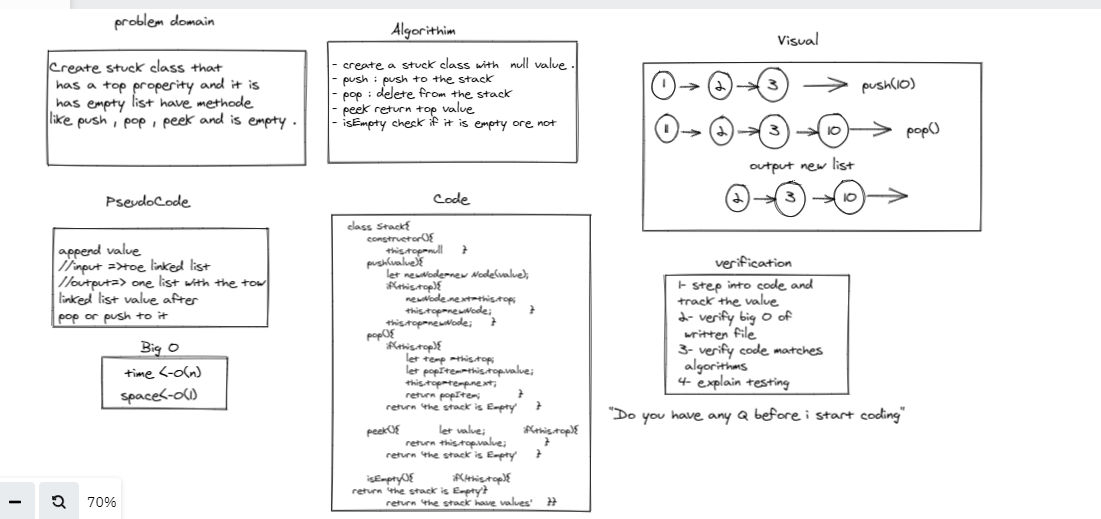 problem domain
Create stuck class that
has a top properity and it is
has empty list have methode
like push , pop , peek and is empty .
Algorithim
- create a stuck class with null value .
- push : push to the stack
- pop : delete from the stack
- peek return top value
- isEmpty check if it is empty ore not
Visual
1 2 3 push(10)
1 2 3 10 pop()
output new list
2 3 10
PseudoCode
append value
//input =>toe linked list
//output=> one list with the tow
linked list value after
pop or push to it
Big O
time <-O(n)
space<-O(1)
Code
class Stack{
constructor(){
this.top=null }
push(value){
let newNode=new Node(value);
if(this.top){
newNode.next=this.top;
this.top=newNode; }
this.top=newNode; }
pop(){
if(this.top){
let temp =this.top;
let popItem=this.top.value;
this.top=temp.next;
return popItem; }
return 'the stack is Empty' }
peek(){ let value; if(this.top){
return this.top.value; }
return 'the stack is Empty' }
isEmpty(){ if(!this.top){
return 'the stack is Empty'}
return 'the stack have values' }}
verification
1- step into code and
track the value
2- verify big O of
written file
3- verify code matches
algorithms
4- explain testing
"Do you have any Q before i start coding"
70%